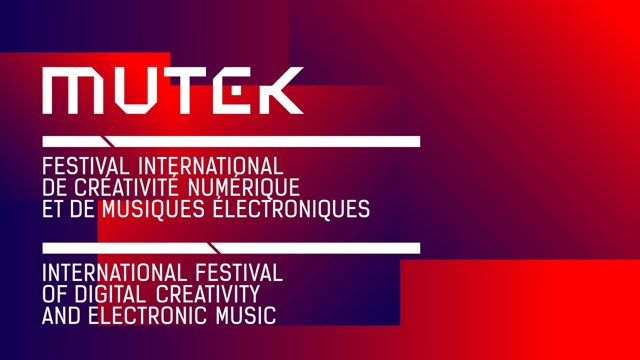 MUTEK
FESTIVAL INTERNATIONAL
DE CRÉATIVITÉ NUMÉRIQUE
ET DE MUSIQUES ÉLECTRONIQUES
INTERNATIONAL FESTIVAL
OF DIGITAL CREATIVITY
AND ELECTRONIC MUSIC